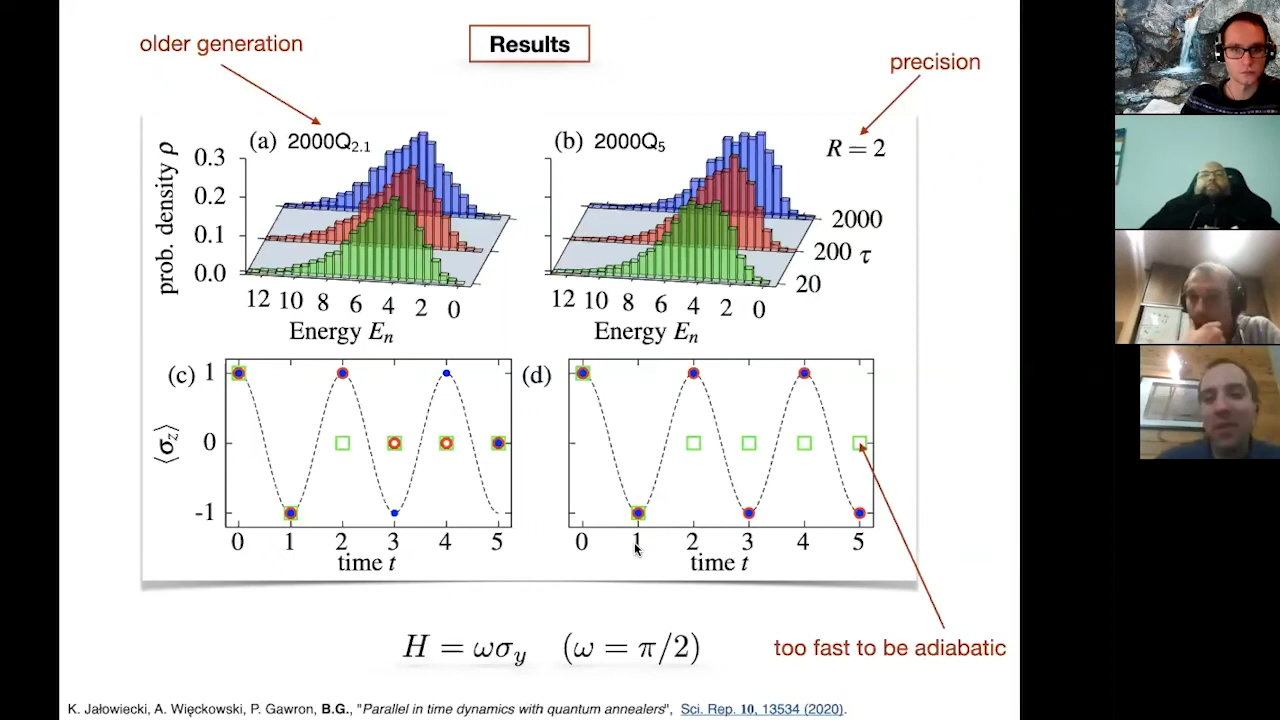 older generation
Results
precision
(a) 2000Q2.1
(b) 2000Q5
R = 2
prob. density ρ
0.3
0.2
0.1
0.0
12 10 8 6 4 2 0
Energy En
12 10 8 6 4 2 0
Energy En
2000
200 τ
20
(c)
⟨σz⟩
1
0
-1
0 1 2 3 4 5
time t
(d)
0 1 2 3 4 5
time t
H = ωσy (ω = π/2)
too fast to be adiabatic
K. Jałowiecki, A. Więckowski, P. Gawron, B.G., "Parallel in time dynamics with quantum annealers", Sci. Rep. 10, 13534 (2020).